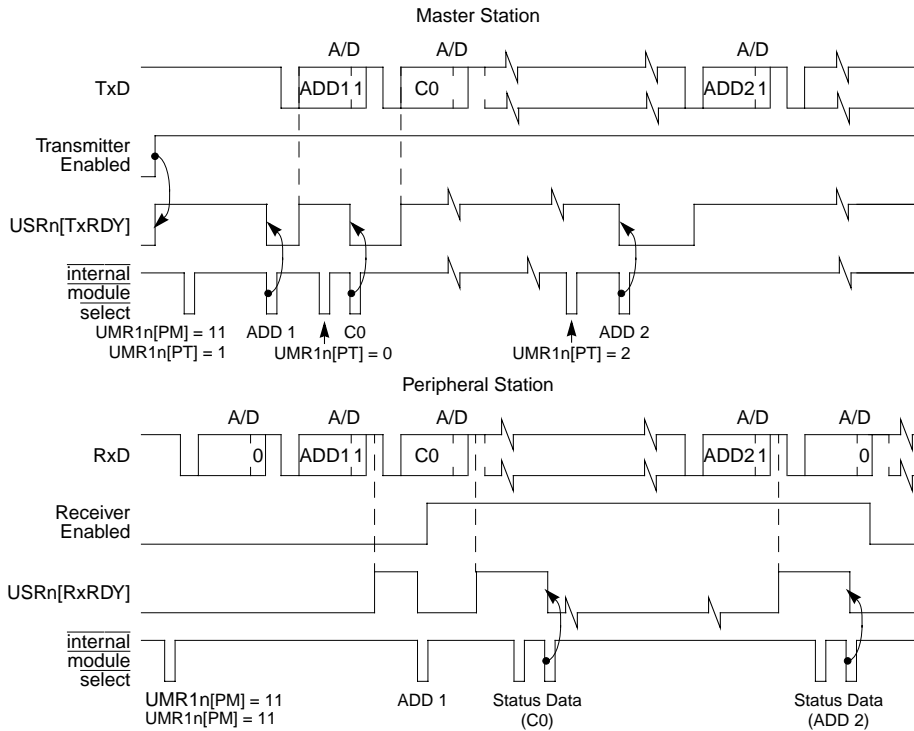 Master Station
A/D A/D A/D
TxD ADD1 1 C0 ADD2 1
Transmitter
Enabled
USRn[TxRDY]
internal
module
select
ADD 1 C0 ADD 2
UMR1n[PM] = 11
UMR1n[PT] = 1 UMR1n[PT] = 0 UMR1n[PT] = 2
Peripheral Station
A/D A/D A/D A/D A/D
RxD 0 ADD1 1 C0 ADD2 1 0
Receiver
Enabled
USRn[RxRDY]
internal
module
select
UMR1n[PM] = 11 ADD 1 Status Data Status Data
UMR1n[PM] = 11 (C0) (ADD 2)